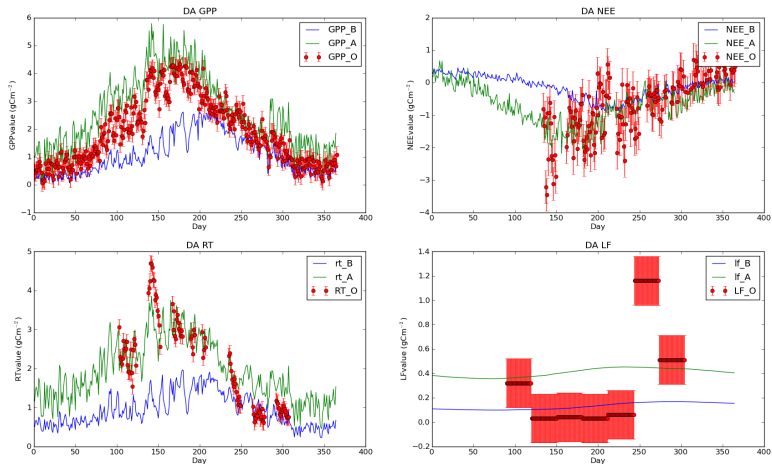 DA GPP
GPPvalue (gCm⁻²)
6
5
4
3
2
1
0
−1
0 50 100 150 200 250 300 350 400
Day
GPP_B
GPP_A
GPP_O
DA NEE
NEEvalue (gCm⁻²)
2
1
0
−1
−2
−3
−4
0 50 100 150 200 250 300 350 400
Day
NEE_B
NEE_A
NEE_O
DA RT
RTvalue (gCm⁻²)
5
4
3
2
1
0
0 50 100 150 200 250 300 350 400
Day
rt_B
rt_A
RT_O
DA LF
LFvalue (gCm⁻²)
1.4
1.2
1.0
0.8
0.6
0.4
0.2
0.0
−0.2
0 50 100 150 200 250 300 350 400
Day
lf_B
lf_A
LF_O